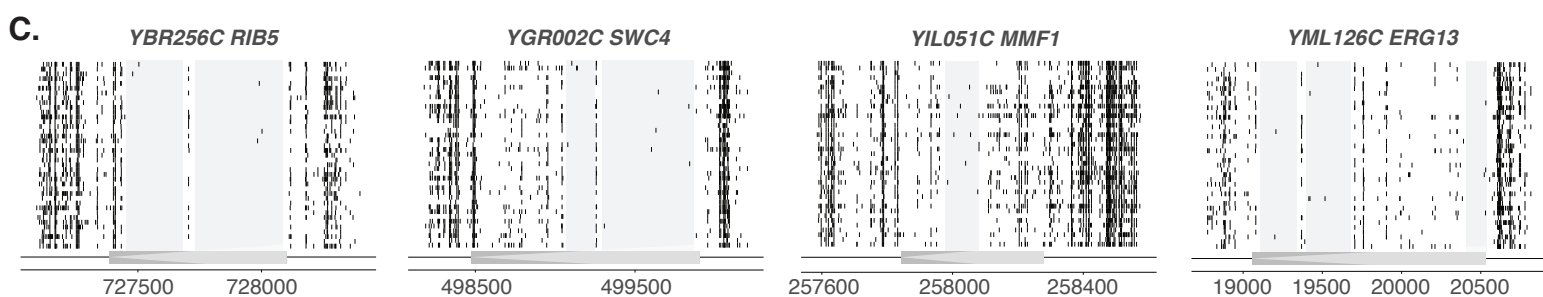 C.
YBR256C RIB5
YGR002C SWC4
YIL051C MMF1
YML126C ERG13
727500 728000
498500 499500
257600 258000 258400
19000 19500 20000 20500